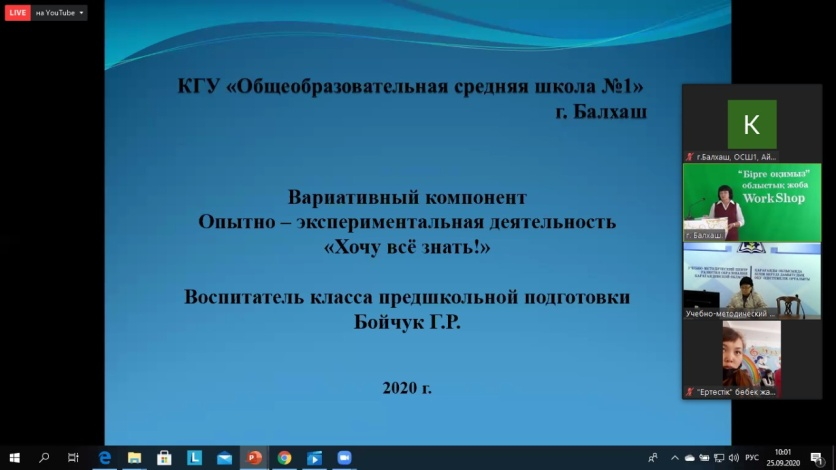 LIVE на YouTube
КГУ «Общеобразовательная средняя школа №1»
г. Балхаш
Вариативный компонент
Опытно – экспериментальная деятельность
«Хочу всё знать!»
Воспитатель класса предшкольной подготовки
Бойчук Г.Р.
2020 г.
К
г.Балхаш, ОСШ1, Ай...
"Бірге оқимыз"
облыстық жоба
WorkShop
г. Балхаш
Учебно-методический ...
"Ертөстік" бөбек жа...
РУС
10:01
25.09.2020